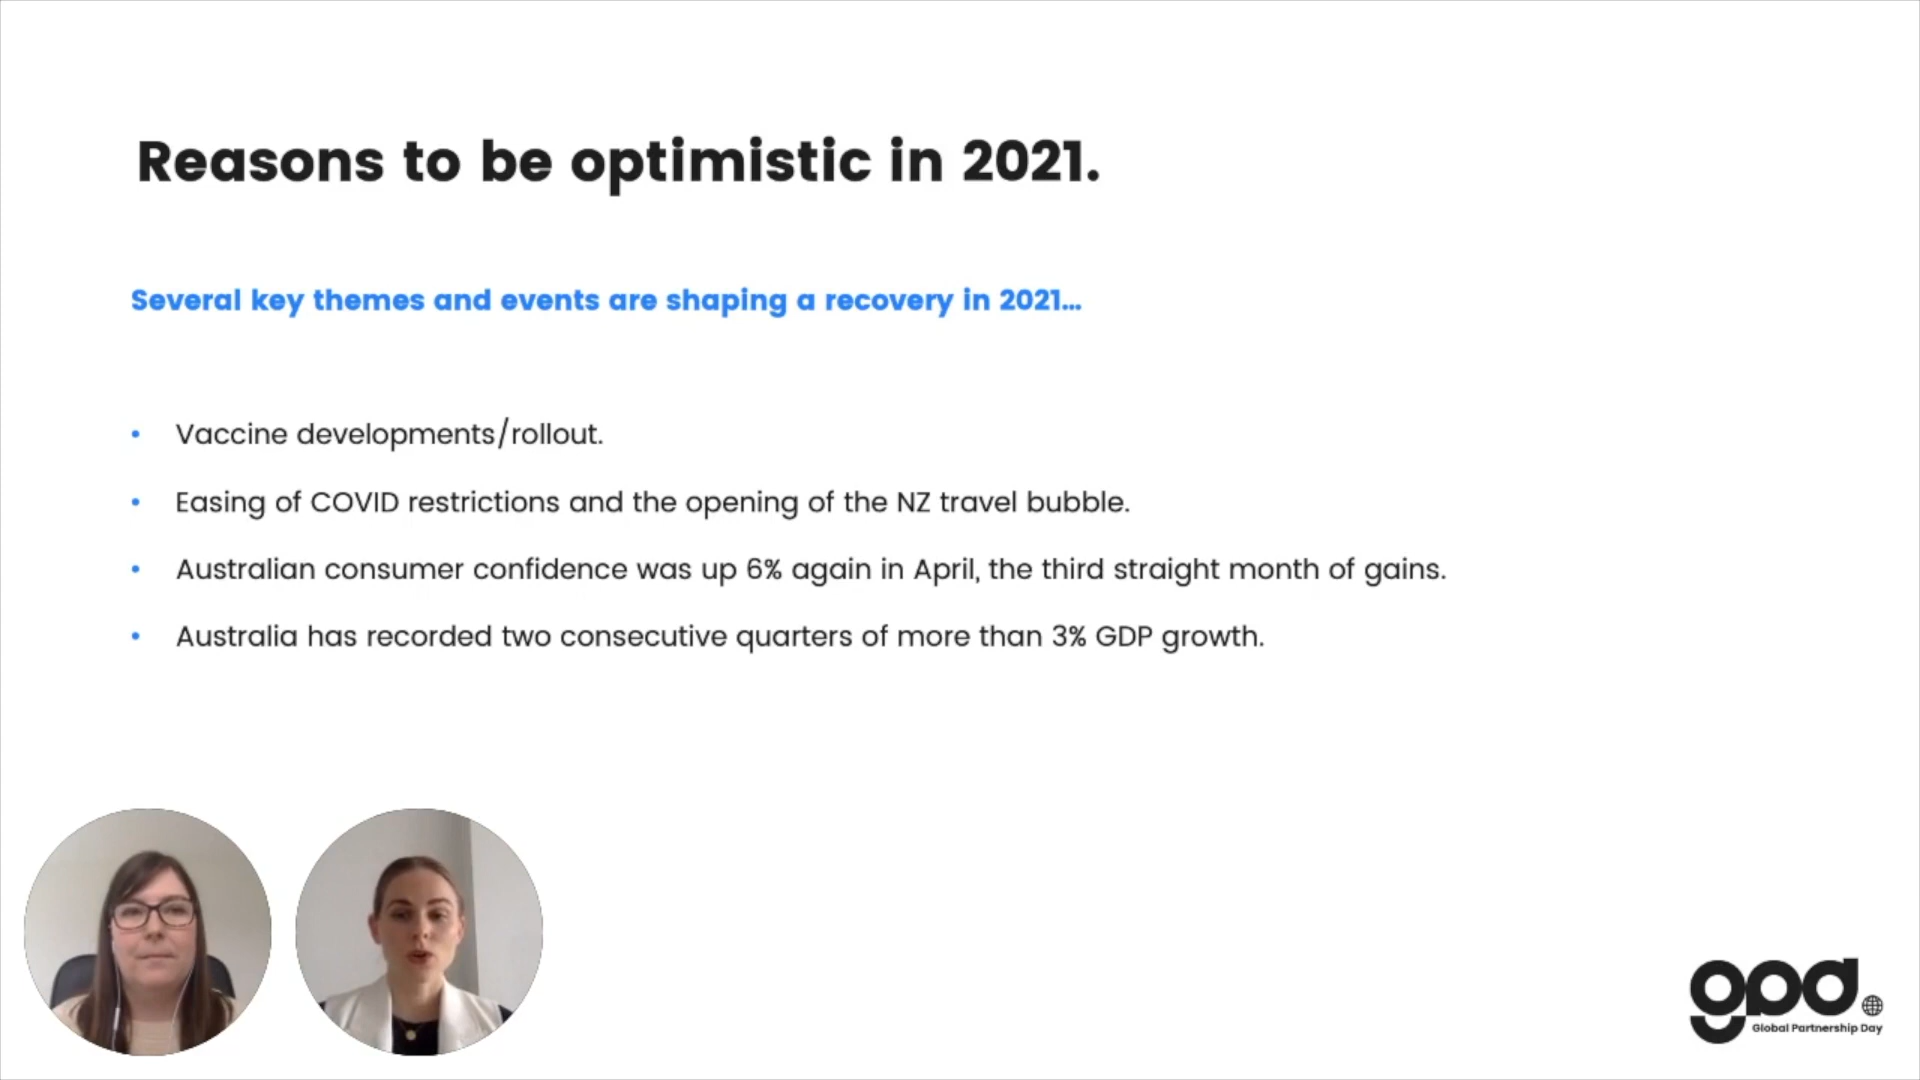 Reasons to be optimistic in 2021.
Several key themes and events are shaping a recovery in 2021...
• Vaccine developments/rollout.
• Easing of COVID restrictions and the opening of the NZ travel bubble.
• Australian consumer confidence was up 6% again in April, the third straight month of gains.
• Australia has recorded two consecutive quarters of more than 3% GDP growth.
gpd.
Global Partnership Day